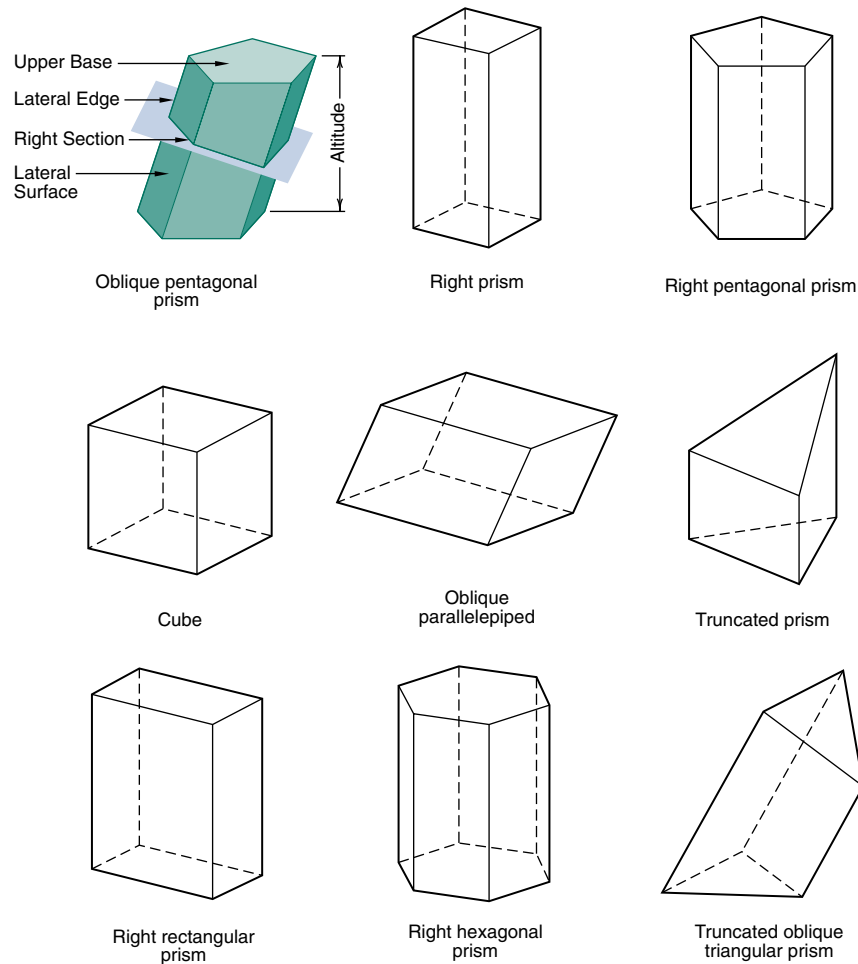 Upper Base
Lateral Edge
Right Section
Lateral
Surface
Altitude
Oblique pentagonal
prism
Right prism
Right pentagonal prism
Cube
Oblique
parallelepiped
Truncated prism
Right rectangular
prism
Right hexagonal
prism
Truncated oblique
triangular prism